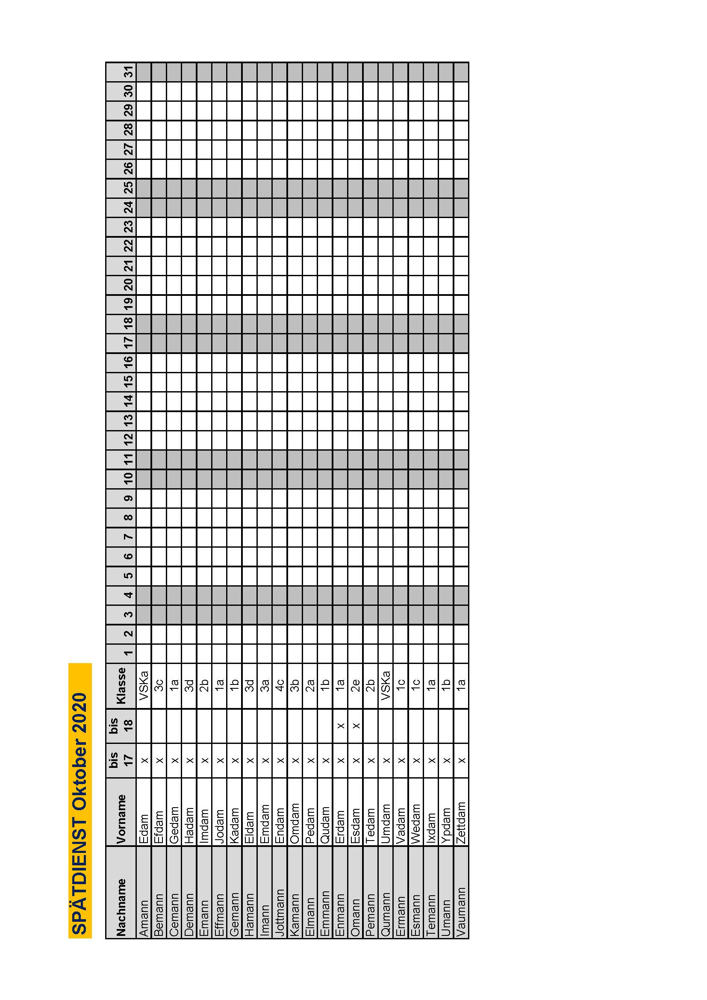 SPÄTDIENST Oktober 2020
Nachname Vorname bis 17 bis 18 Klasse 1 2 3 4 5 6 7 8 9 10 11 12 13 14 15 16 17 18 19 20 21 22 23 24 25 26 27 28 29 30 31
Amann Edam x VSKa
Bemann Efdam x 3c
Cemann Gedam x 1a
Demann Hadam x 3d
Emann Imdam x 2b
Effmann Jodam x 1a
Gemann Kadam x 1b
Hamann Eldam x 3d
Imann Emdam x 3a
Jottmann Endam x 4c
Kamann Omdam x 3b
Elmann Pedam x 2a
Emmann Qudam x 1b
Enmann Erdam x x 1a
Omann Esdam x x 2e
Pemann Tedam x 2b
Qumann Umdam x VSKa
Ermann Vadam x 1c
Esmann Wedam x 1c
Temann Ixdam x 1a
Umann Ypdam x 1b
Vaumann Zettdam x 1a